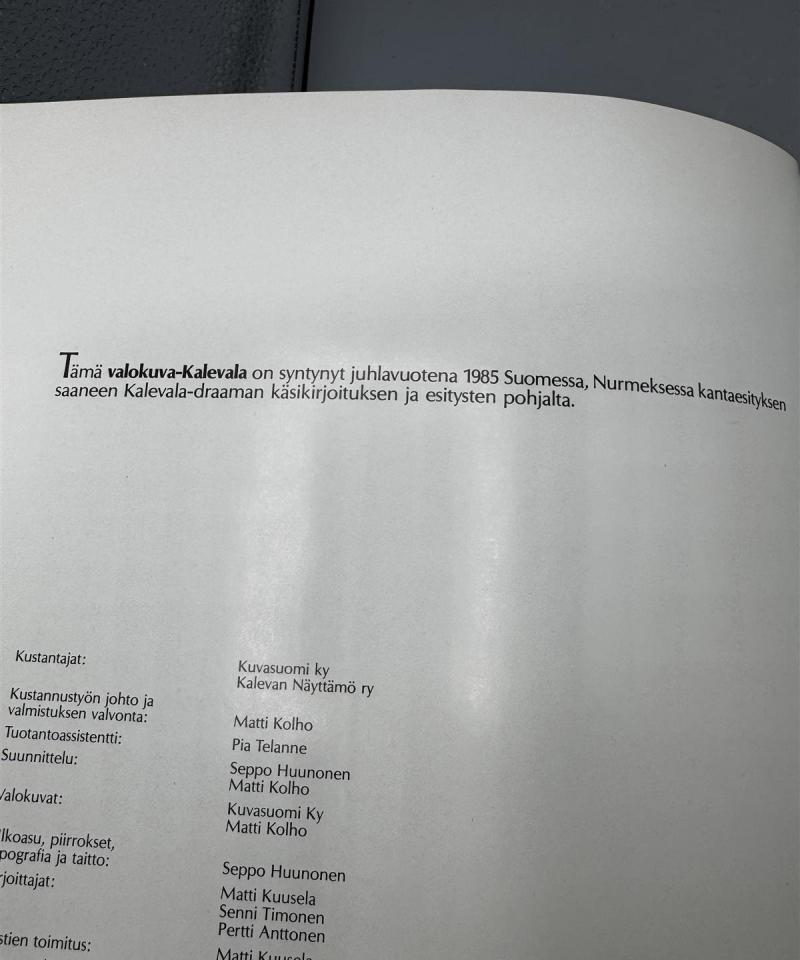 Tämä valokuva-Kalevala on syntynyt juhlavuotena 1985 Suomessa, Nurmeksessa kantaesityksen
saaneen Kalevala-draaman käsikirjoituksen ja esitysten pohjalta.
Kustantajat:
Kuvasuomi ky
Kalevan Näyttämö ry
Kustannustyön johto ja
valmistuksen valvonta:
Matti Kolho
Tuotantoassistentti:
Pia Telanne
Suunnittelu:
Seppo Huunonen
Matti Kolho
Valokuvat:
Kuvasuomi Ky
Matti Kolho
lkoasu, piirrokset,
pografia ja taitto:
Seppo Huunonen
rjoittajat:
Matti Kuusela
Senni Timonen
Pertti Anttonen
stien toimitus:
Matti Kuusela